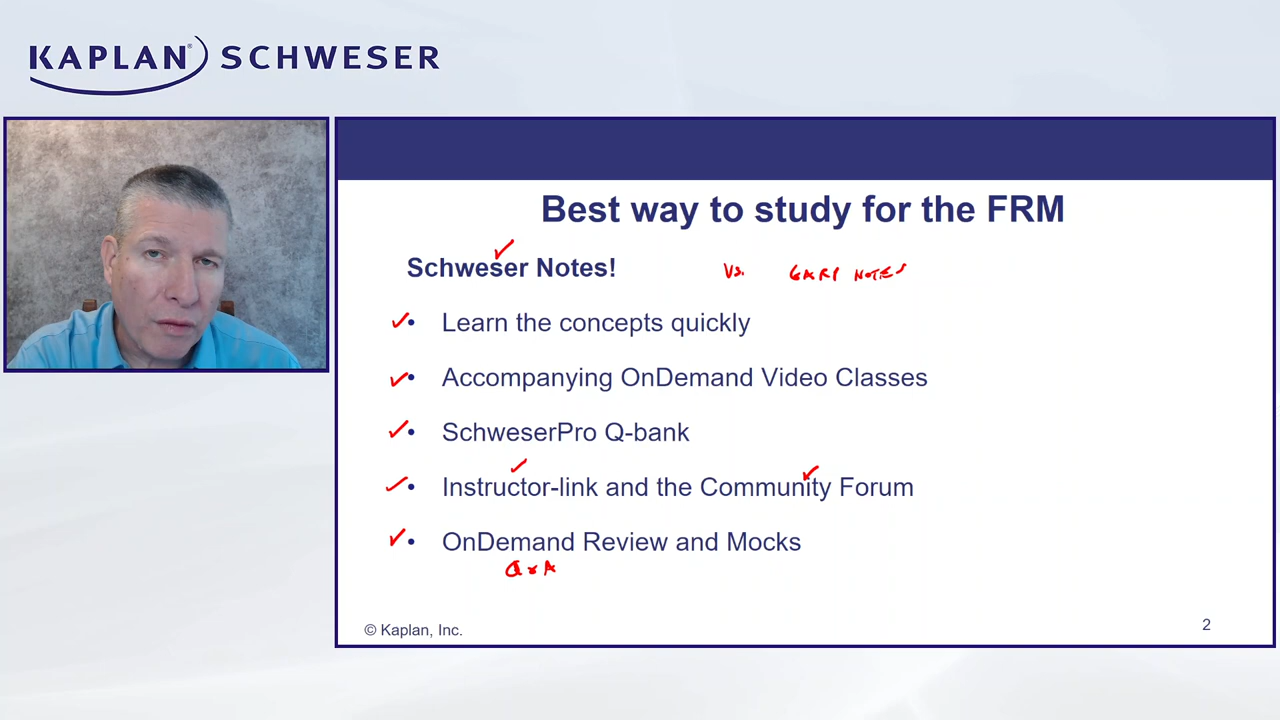 KAPLAN® SCHWESER
Best way to study for the FRM
Schweser Notes! Vs. GARP NOTES
• Learn the concepts quickly
• Accompanying OnDemand Video Classes
• SchweserPro Q-bank
• Instructor-link and the Community Forum
• OnDemand Review and Mocks
Q & A
© Kaplan, Inc. 2